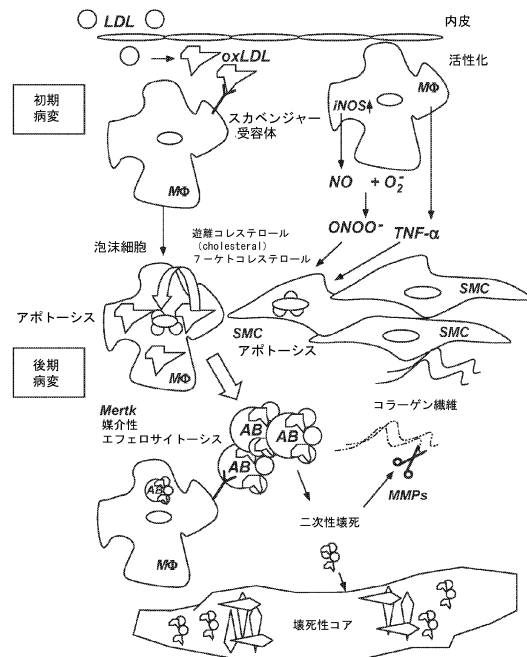 LDL
内皮
oxLDL
活性化
MΦ
iNOS
初期
病変
スカベンジャー
受容体
MΦ
NO + O₂⁻
ONOO⁻
TNF-α
泡沫細胞
遊離コレステロール
(cholesteral)
7－ケトコレステロール
SMC
アポトーシス
SMC
アポトーシス
SMC
MΦ
後期
病変
コラーゲン繊維
Mertk
媒介性
エフェロサイトーシス
AB
AB
AB
MMPs
AB
二次性壊死
MΦ
壊死性コア